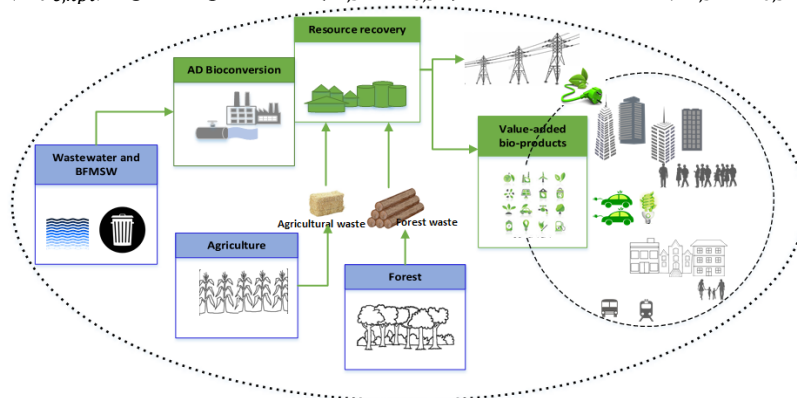 Resource recovery
AD Bioconversion
Value-added
bio-products
Wastewater and
BFMSW
Agricultural waste
Forest waste
Agriculture
Forest